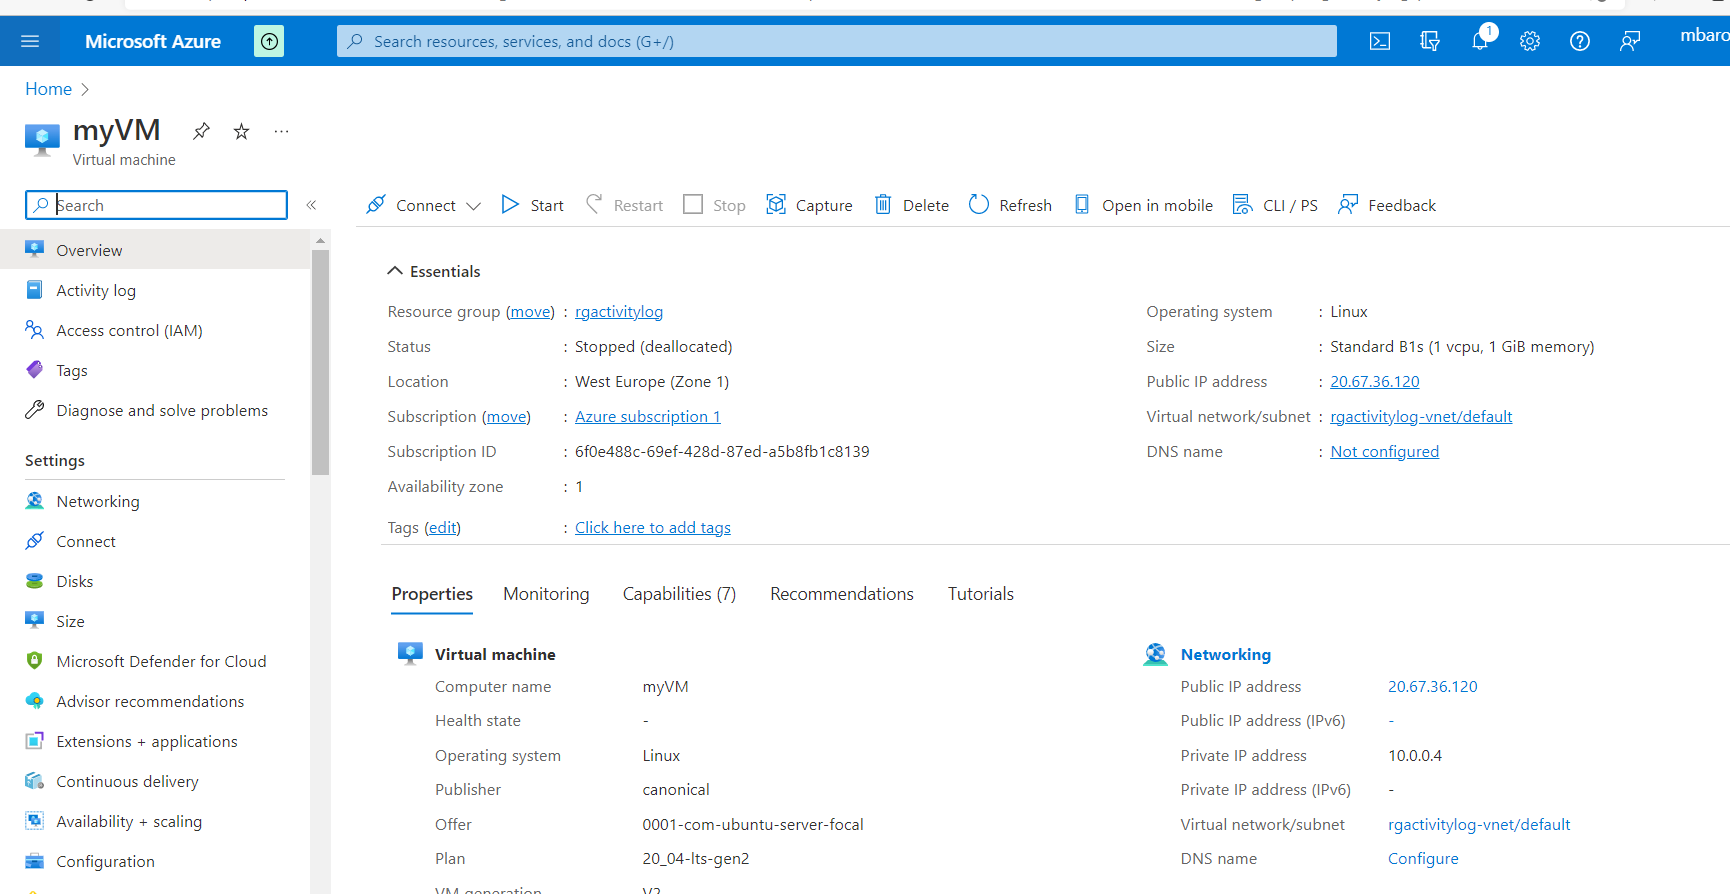 Microsoft Azure
Search resources, services, and docs (G+/)
1
mbaro
Home
myVM
Virtual machine
Search
Connect Start Restart Stop Capture Delete Refresh Open in mobile CLI / PS Feedback
Overview
Activity log
Access control (IAM)
Tags
Diagnose and solve problems
Settings
Networking
Connect
Disks
Size
Microsoft Defender for Cloud
Advisor recommendations
Extensions + applications
Continuous delivery
Availability + scaling
Configuration
Essentials
Resource group (move) : rgactivitylog
Status : Stopped (deallocated)
Location : West Europe (Zone 1)
Subscription (move) : Azure subscription 1
Subscription ID : 6f0e488c-69ef-428d-87ed-a5b8fb1c8139
Availability zone : 1
Tags (edit) : Click here to add tags
Operating system : Linux
Size : Standard B1s (1 vcpu, 1 GiB memory)
Public IP address : 20.67.36.120
Virtual network/subnet : rgactivitylog-vnet/default
DNS name : Not configured
Properties Monitoring Capabilities (7) Recommendations Tutorials
Virtual machine
Computer name myVM
Health state -
Operating system Linux
Publisher canonical
Offer 0001-com-ubuntu-server-focal
Plan 20_04-lts-gen2
VM generation V2
Networking
Public IP address 20.67.36.120
Public IP address (IPv6) -
Private IP address 10.0.0.4
Private IP address (IPv6) -
Virtual network/subnet rgactivitylog-vnet/default
DNS name Configure